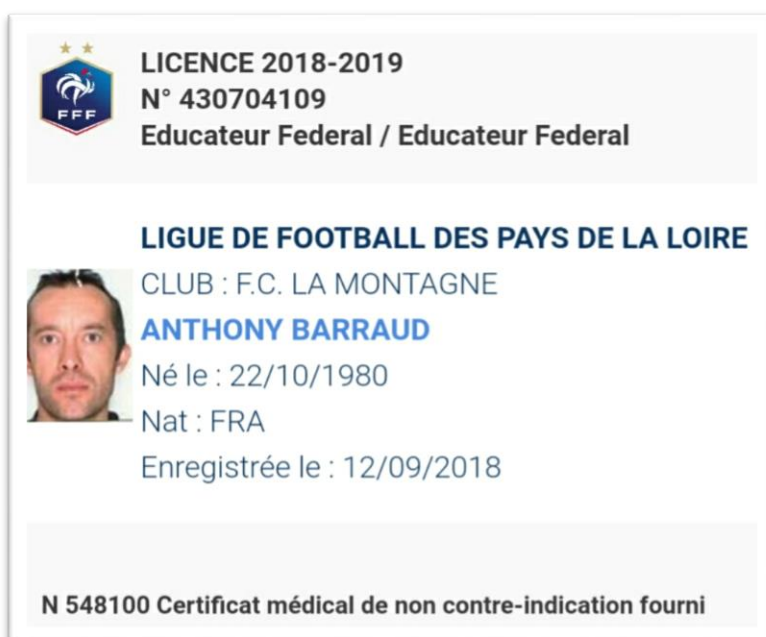 FFF
LICENCE 2018-2019
N° 430704109
Educateur Federal / Educateur Federal
LIGUE DE FOOTBALL DES PAYS DE LA LOIRE
CLUB : F.C. LA MONTAGNE
ANTHONY BARRAUD
Né le : 22/10/1980
Nat : FRA
Enregistrée le : 12/09/2018
N 548100 Certificat médical de non contre-indication fourni